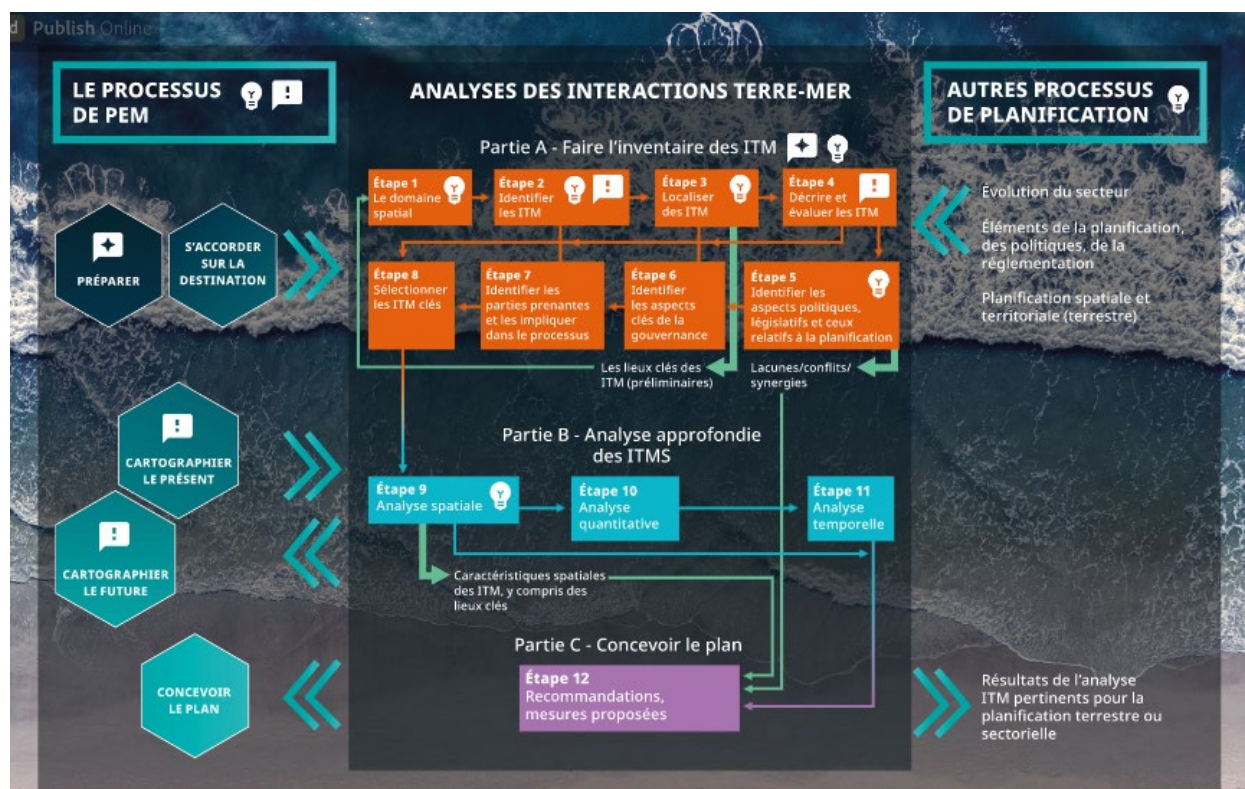 d Publish Online
LE PROCESSUS
DE PEM
ANALYSES DES INTERACTIONS TERRE-MER
AUTRES PROCESSUS
DE PLANIFICATION
Partie A - Faire l'inventaire des ITM
Étape 1
Le domaine
spatial
Étape 2
Identifier
les ITM
Étape 3
Localiser
des ITM
Étape 4
Décrire et
évaluer les ITM
PRÉPARER
S'ACCORDER
SUR LA
DESTINATION
Étape 8
Sélectionner
les ITM clés
Étape 7
Identifier les
parties prenantes
et les impliquer
dans le processus
Étape 6
Identifier
les aspects
clés de la
gouvernance
Étape 5
Identifier les
aspects politiques,
législatifs et ceux
relatifs à la planification
Évolution du secteur
Éléments de la planification,
des politiques, de la
réglementation
Planification spatiale et
territoriale (terrestre)
Les lieux clés des
ITM (préliminaires)
Lacunes/conflits/
synergies
CARTOGRAPHIER
LE PRÉSENT
CARTOGRAPHIER
LE FUTURE
Partie B - Analyse approfondie
des ITMS
Étape 9
Analyse spatiale
Étape 10
Analyse
quantitative
Étape 11
Analyse
temporelle
Caractéristiques spatiales
des ITM, y compris des
lieux clés
Partie C - Concevoir le plan
CONCEVOIR
LE PLAN
Étape 12
Recommandations,
mesures proposées
Résultats de l'analyse
ITM pertinents pour la
planification terrestre ou
sectorielle